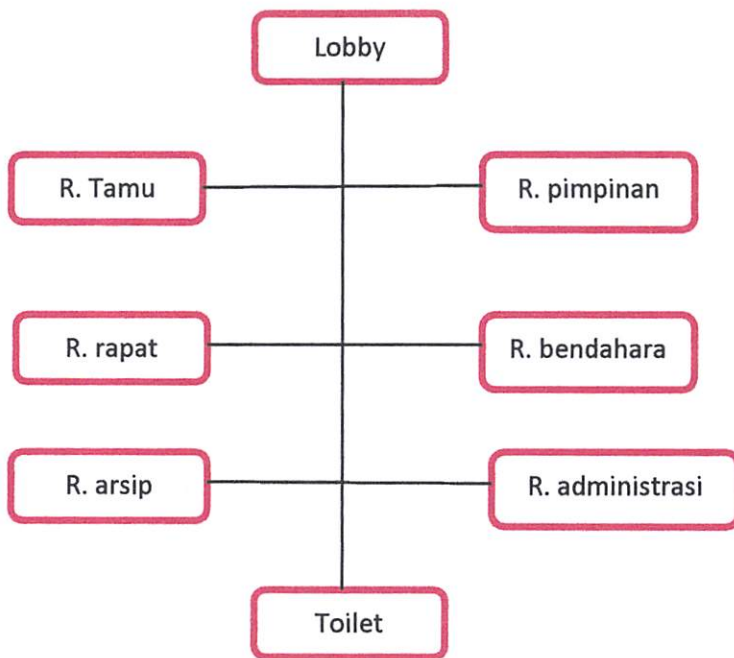 Lobby
R. Tamu
R. pimpinan
R. rapat
R. bendahara
R. arsip
R. administrasi
Toilet